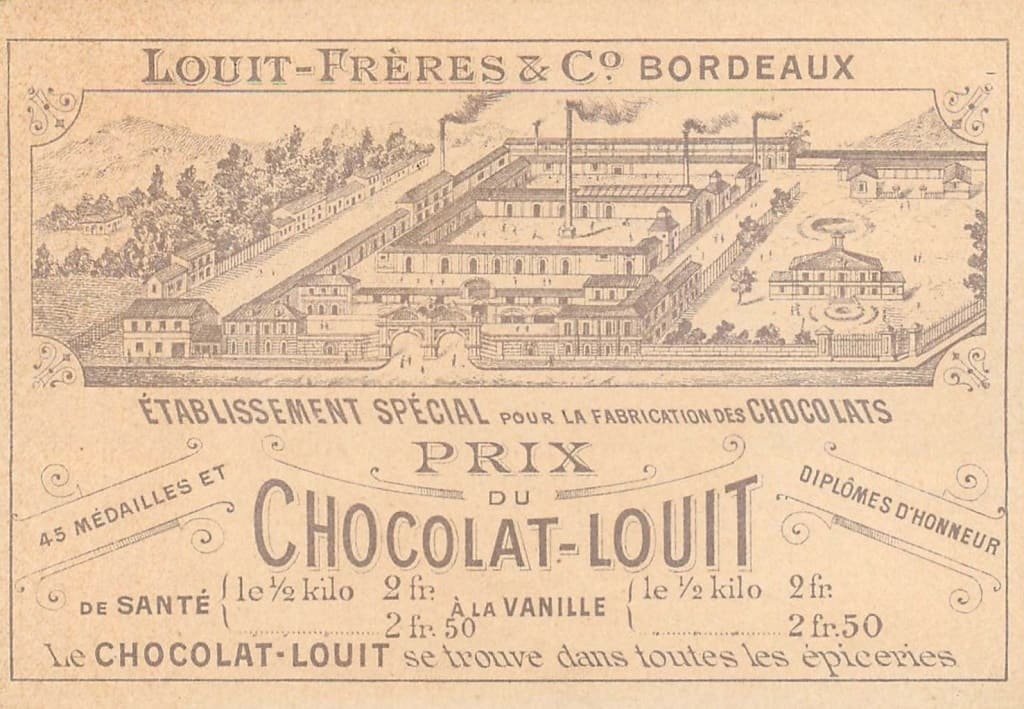 LOUIT-FRÈRES & Cº BORDEAUX
ÉTABLISSEMENT SPÉCIAL POUR LA FABRICATION DES CHOCOLATS
PRIX
DU
CHOCOLAT-LOUIT
45 MÉDAILLES ET
DIPLÔMES D'HONNEUR
DE SANTÉ { le ½ kilo 2 fr.
........................ 2 fr. 50
À LA VANILLE { le ½ kilo 2 fr.
........................ 2 fr. 50
Le CHOCOLAT-LOUIT se trouve dans toutes les épiceries